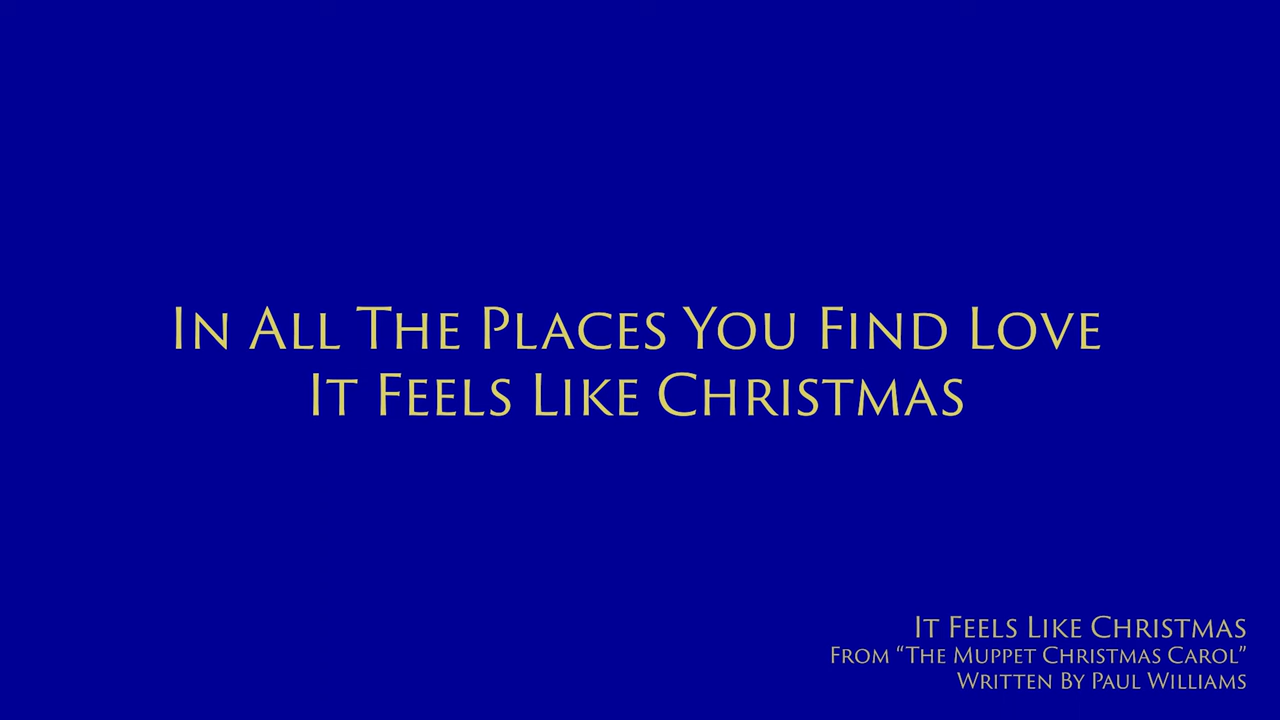 In All The Places You Find Love
It Feels Like Christmas
It Feels Like Christmas
From “The Muppet Christmas Carol”
Written By Paul Williams